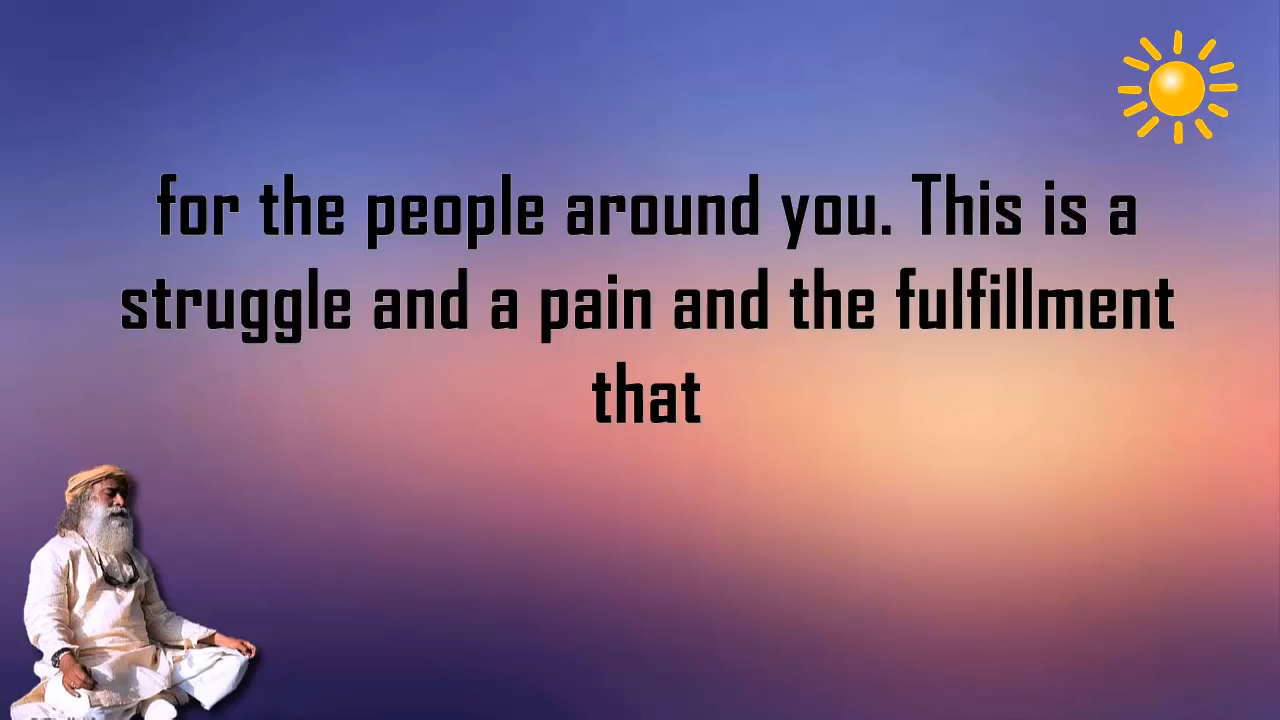 for the people around you. This is a
struggle and a pain and the fulfillment
that